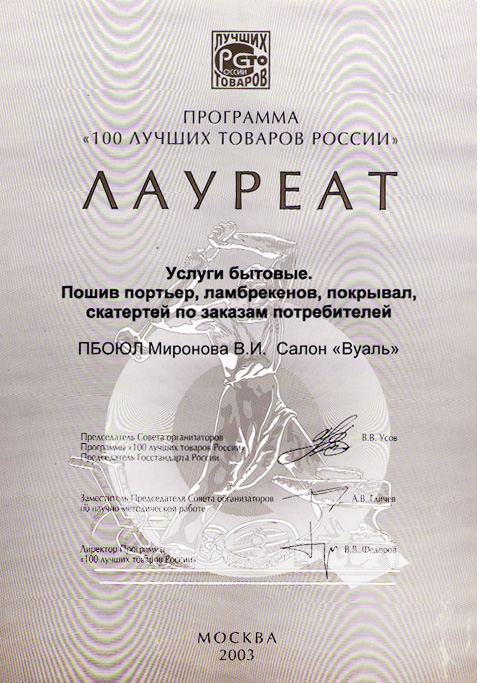 ЛУЧШИХ
СТО
РОССИИ
ТОВАРОВ
ПРОГРАММА
«100 ЛУЧШИХ ТОВАРОВ РОССИИ»
ЛАУРЕАТ
Услуги бытовые.
Пошив портьер, ламбрекенов, покрывал,
скатертей по заказам потребителей
ПБОЮЛ Миронова В.И. Салон «Вуаль»
Председатель Совета организаторов
Программы «100 лучших товаров России»
Председатель Госстандарта России
В.В. Усов
Заместитель Председателя Совета организаторов
по научно-методической работе
А.В. Гличев
Директор Программы
«100 лучших товаров России»
В.В. Федоров
МОСКВА
2003